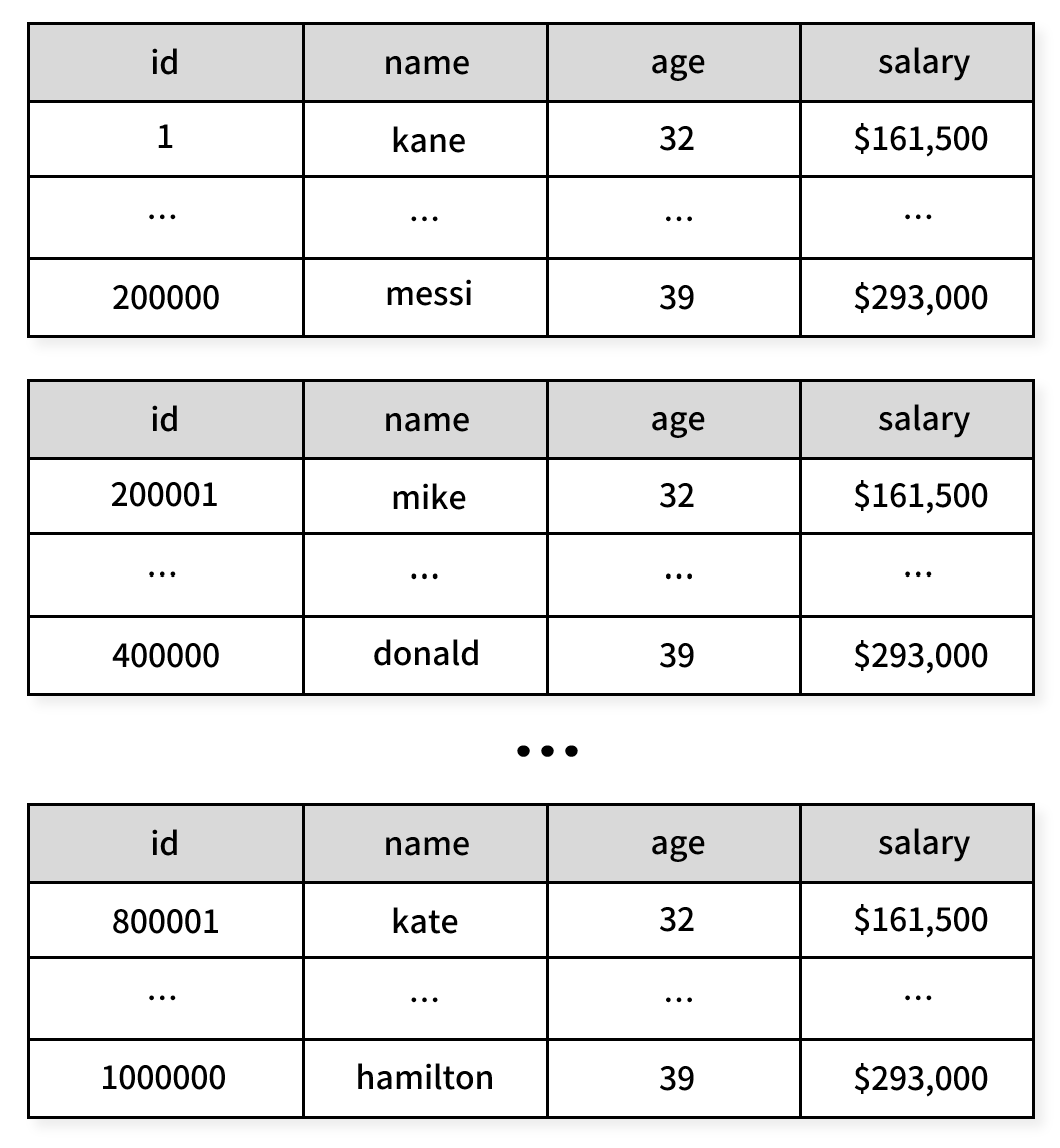 id name age salary
1 kane 32 $161,500
... ... ... ...
200000 messi 39 $293,000
id name age salary
200001 mike 32 $161,500
... ... ... ...
400000 donald 39 $293,000
...
id name age salary
800001 kate 32 $161,500
... ... ... ...
1000000 hamilton 39 $293,000